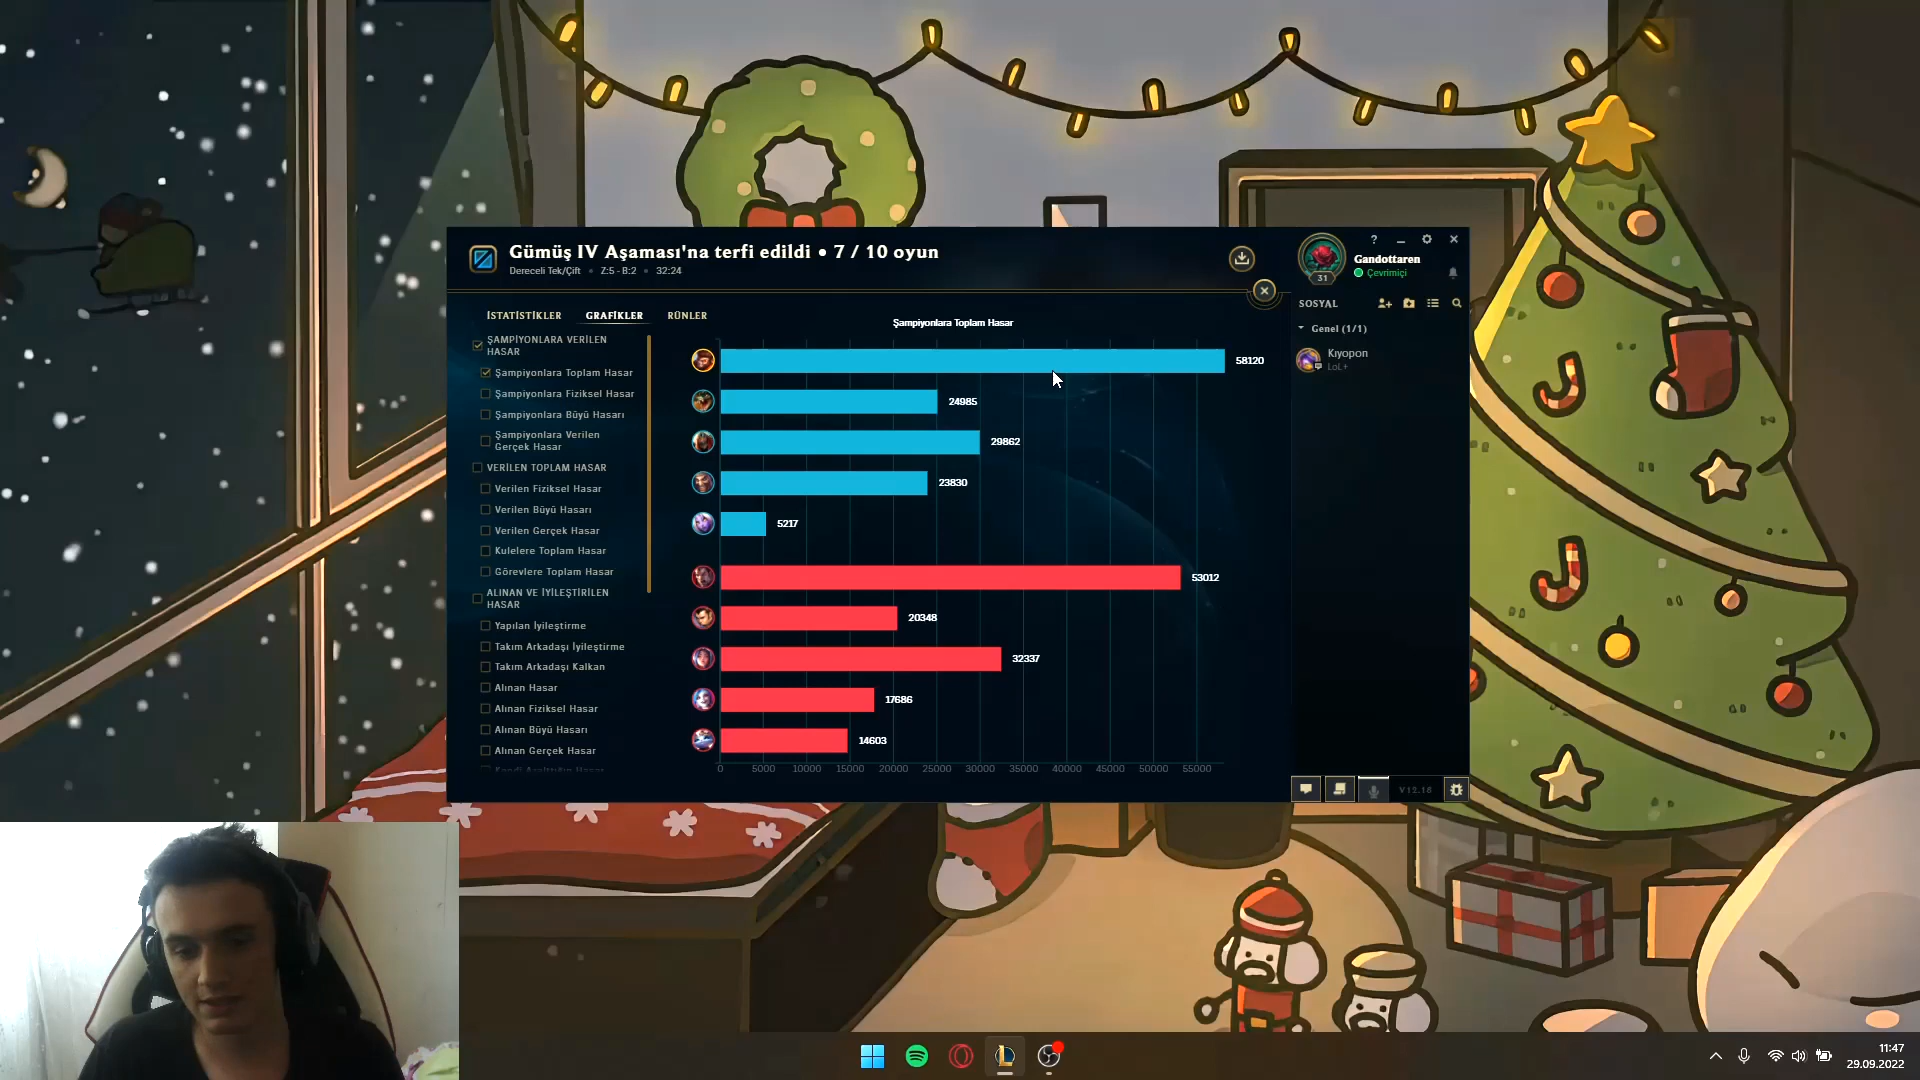 Gümüş IV Aşaması'na terfi edildi • 7 / 10 oyun
Dereceli Tek/Çift • Z:5 - B:2 • 32:24
?
Gandottaren
Çevrimiçi
31
SOSYAL
Genel (1/1)
Kıyopon
LoL+
İSTATİSTİKLER GRAFİKLER RÜNLER
ŞAMPİYONLARA VERİLEN
HASAR
Şampiyonlara Toplam Hasar
Şampiyonlara Fiziksel Hasar
Şampiyonlara Büyü Hasarı
Şampiyonlara Verilen
Gerçek Hasar
VERİLEN TOPLAM HASAR
Verilen Fiziksel Hasar
Verilen Büyü Hasarı
Verilen Gerçek Hasar
Kulelere Toplam Hasar
Görevlere Toplam Hasar
ALINAN VE İYİLEŞTİRİLEN
HASAR
Yapılan İyileştirme
Takım Arkadaşı İyileştirme
Takım Arkadaşı Kalkan
Alınan Hasar
Alınan Fiziksel Hasar
Alınan Büyü Hasarı
Alınan Gerçek Hasar
Şampiyonlara Toplam Hasar
58120
24985
29862
23830
5217
53012
20348
32337
17686
14603
0 5000 10000 15000 20000 25000 30000 35000 40000 45000 50000 55000
V12.18
11:47
29.09.2022